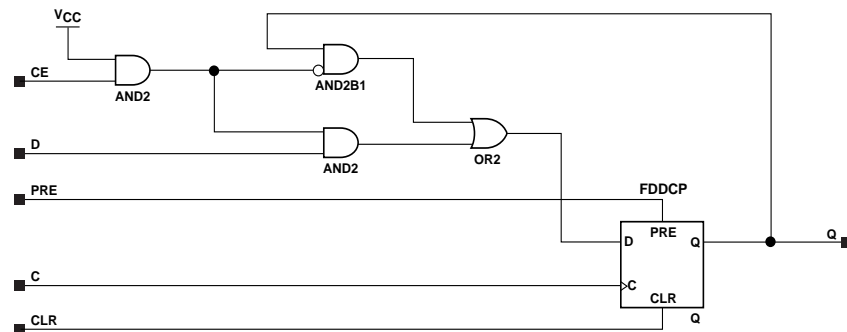 VCC
CE
AND2
AND2B1
D
AND2
OR2
PRE
FDDCP
D
PRE
Q
Q
C
C
CLR
CLR
Q